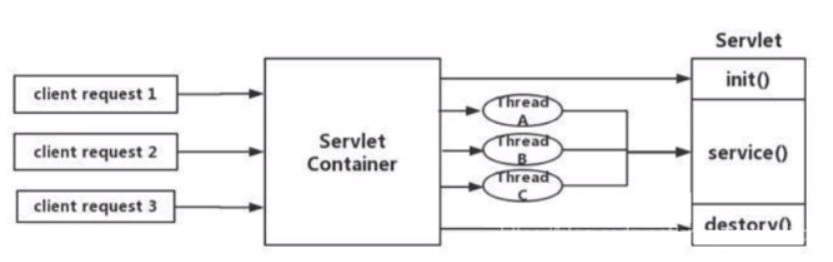 Servlet
client request 1
client request 2
client request 3
Servlet
Container
Thread
A
Thread
B
Thread
C
init()
service()
destory()